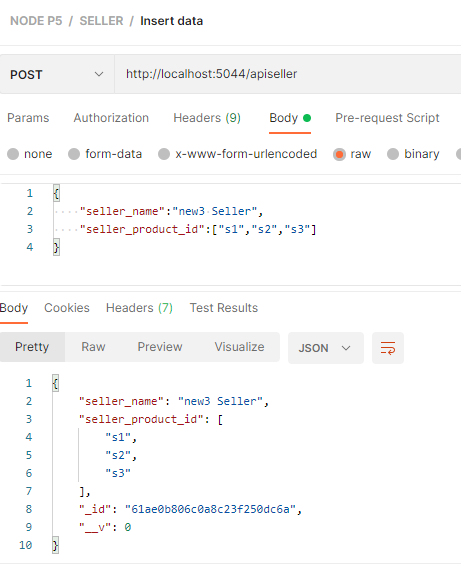 NODE P5 / SELLER / Insert data
POST http://localhost:5044/apiseller
Params Authorization Headers (9) Body Pre-request Script
none form-data x-www-form-urlencoded raw binary
1 {
2 "seller_name":"new3 Seller",
3 "seller_product_id":["s1","s2","s3"]
4 }
Body Cookies Headers (7) Test Results
Pretty Raw Preview Visualize JSON
1 {
2 "seller_name": "new3 Seller",
3 "seller_product_id": [
4 "s1",
5 "s2",
6 "s3"
7 ],
8 "_id": "61ae0b806c0a8c23f250dc6a",
9 "__v": 0
10 }